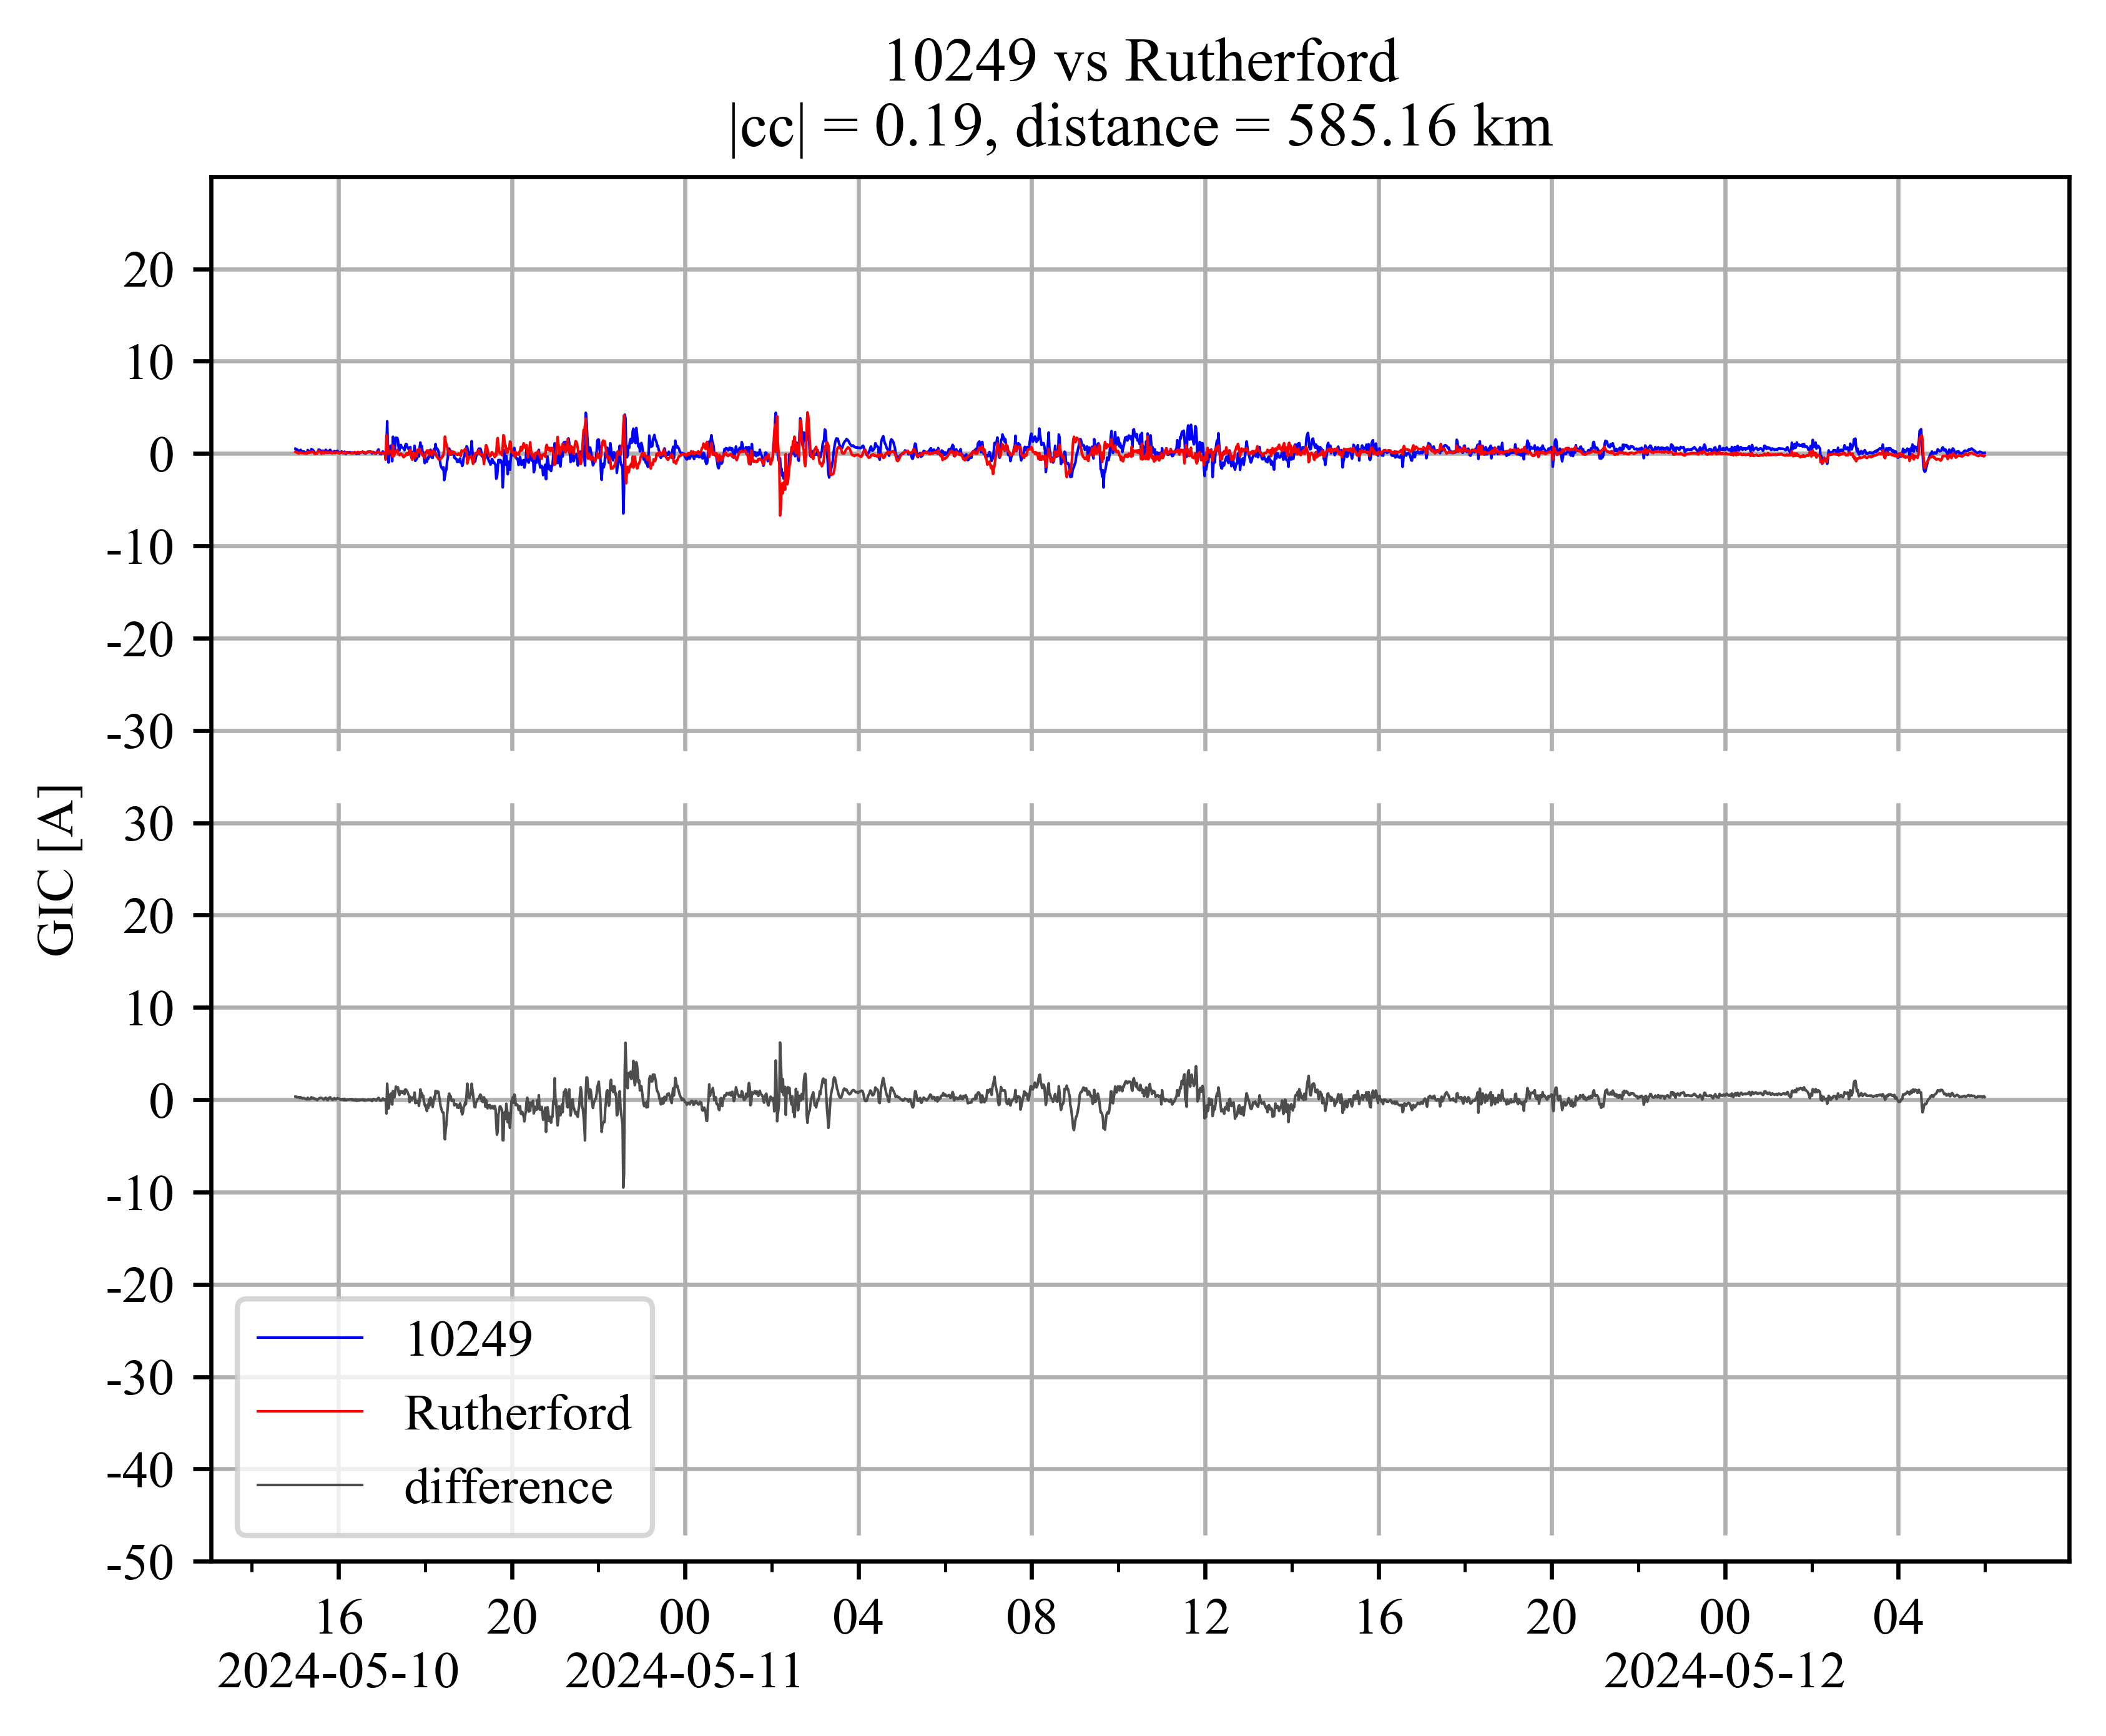 10249 vs Rutherford
|cc| = 0.19, distance = 585.16 km
GIC [A]
20
10
0
-10
-20
-30
30
20
10
0
-10
-20
-30
-40
-50
10249
Rutherford
difference
16 20 00 04 08 12 16 20 00 04
2024-05-10 2024-05-11 2024-05-12